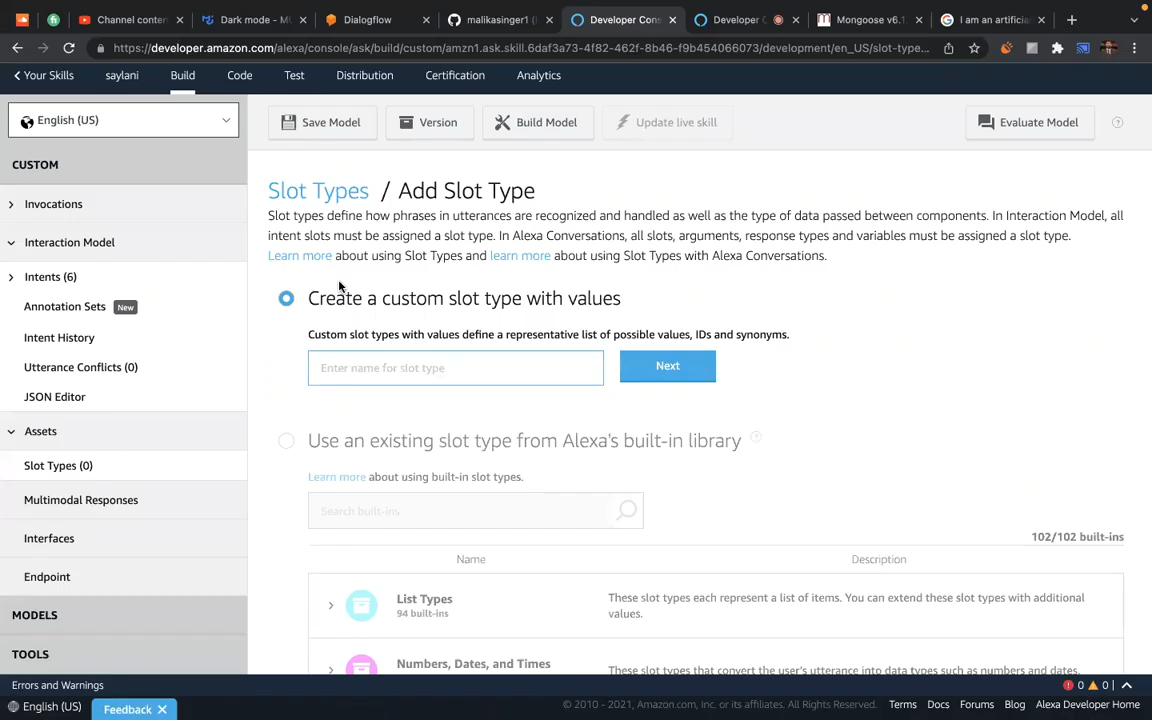 Channel conten
Dark mode - MU
Dialogflow
malikasinger1 (
Developer Cons
Developer C
Mongoose v6.1.
I am an artificia
https://developer.amazon.com/alexa/console/ask/build/custom/amzn1.ask.skill.6daf3a73-4f82-462f-8b46-f9b454066073/development/en_US/slot-type...
Your Skills saylani Build Code Test Distribution Certification Analytics
English (US)
Save Model Version Build Model Update live skill Evaluate Model ?
CUSTOM
Invocations
Interaction Model
Intents (6)
Annotation Sets New
Intent History
Utterance Conflicts (0)
JSON Editor
Assets
Slot Types (0)
Multimodal Responses
Interfaces
Endpoint
MODELS
TOOLS
Slot Types / Add Slot Type
Slot types define how phrases in utterances are recognized and handled as well as the type of data passed between components. In Interaction Model, all
intent slots must be assigned a slot type. In Alexa Conversations, all slots, arguments, response types and variables must be assigned a slot type.
Learn more about using Slot Types and learn more about using Slot Types with Alexa Conversations.
Create a custom slot type with values
Custom slot types with values define a representative list of possible values, IDs and synonyms.
Enter name for slot type Next
Use an existing slot type from Alexa's built-in library ?
Learn more about using built-in slot types.
Search built-ins
102/102 built-ins
Name Description
List Types
94 built-ins
These slot types each represent a list of items. You can extend these slot types with additional
values.
Numbers, Dates, and Times
These slot types that convert the user's utterance into data types such as numbers and dates.
Errors and Warnings 0 0
English (US) Feedback © 2010 - 2021, Amazon.com, Inc. or its affiliates. All Rights Reserved. Terms Docs Forums Blog Alexa Developer Home